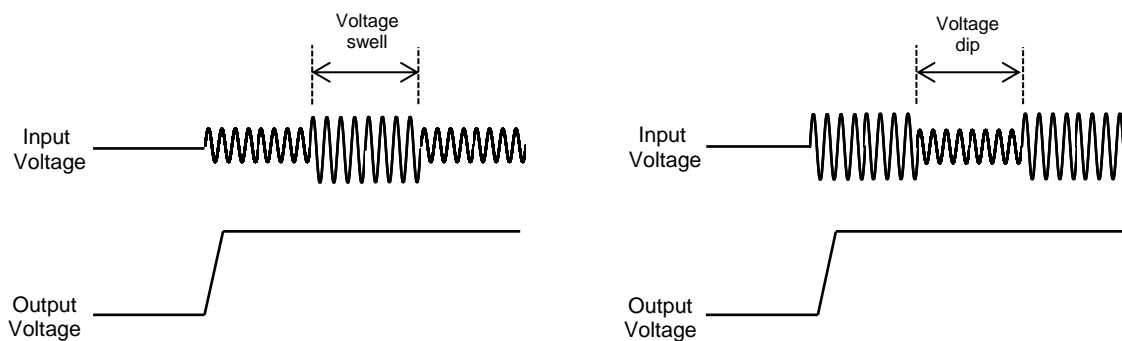 Voltage
swell
Input
Voltage
Output
Voltage
Voltage
dip
Input
Voltage
Output
Voltage